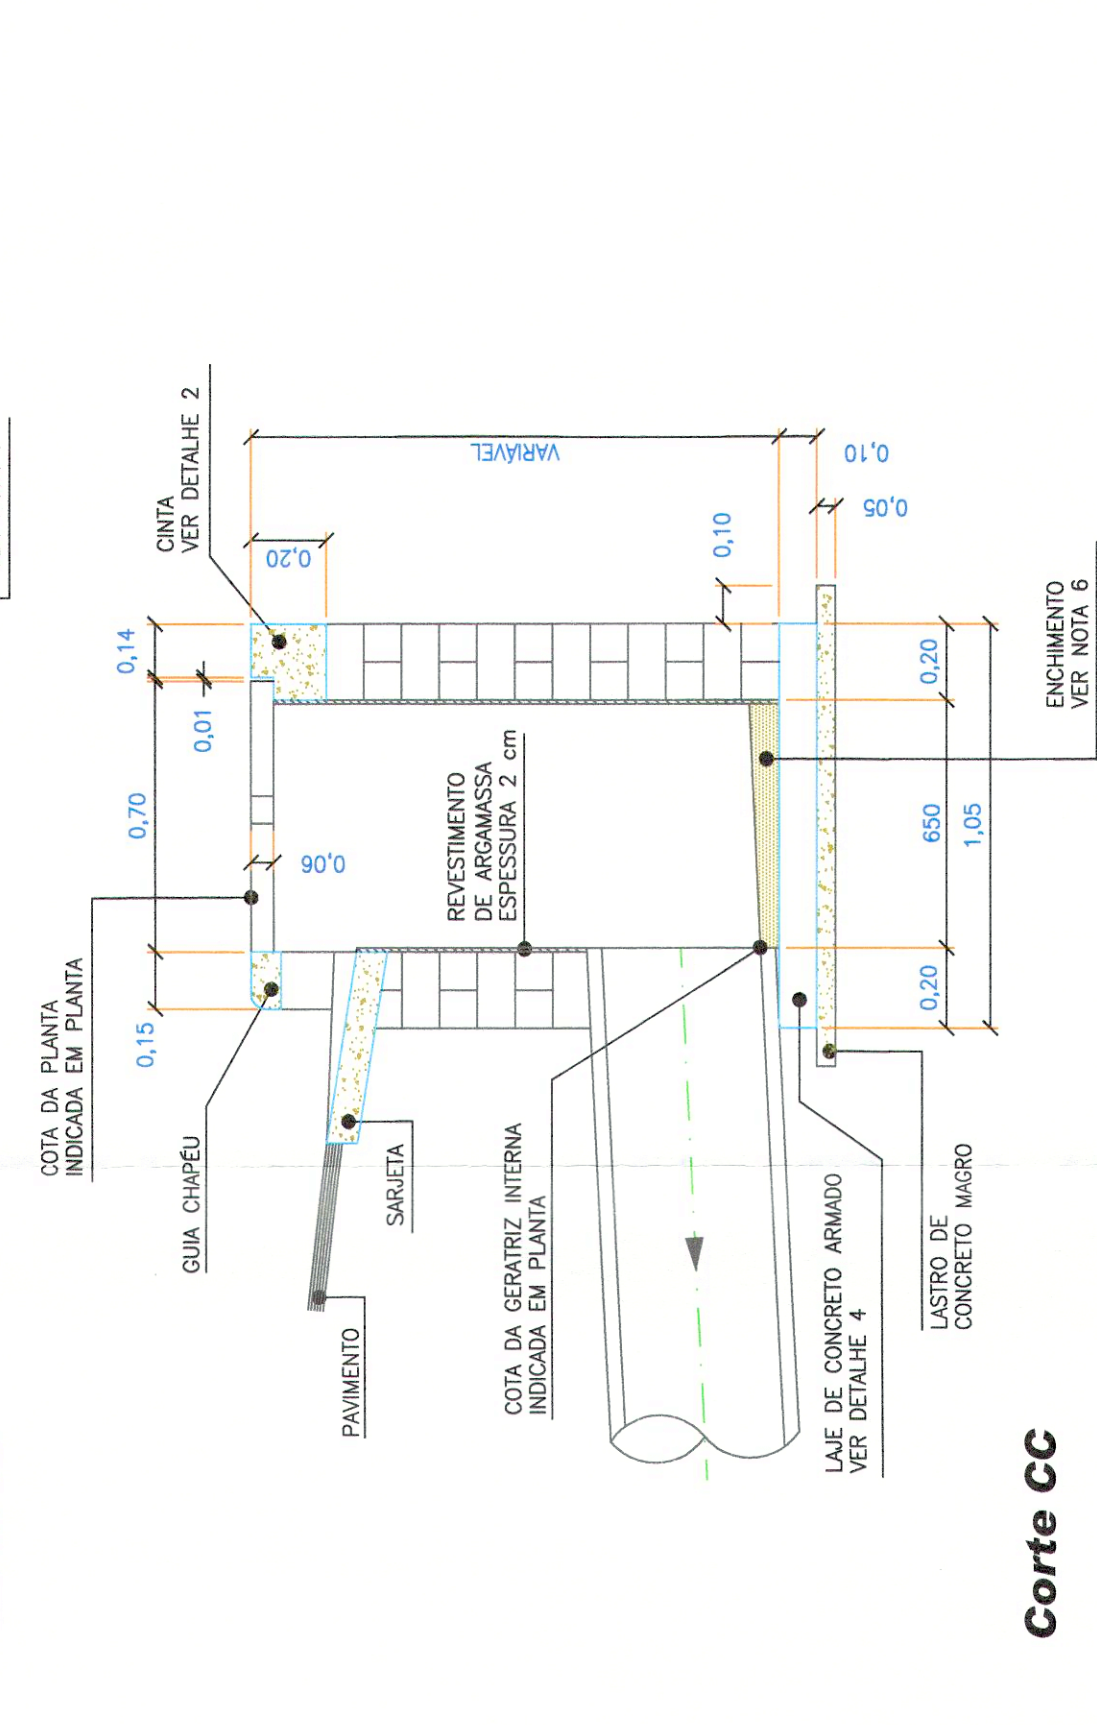 COTA DA PLANTA
INDICADA EM PLANTA
0,15
0,70
0,14
0,01
CINTA
VER DETALHE 2
GUIA CHAPÉU
0,06
0,20
PAVIMENTO
SARJETA
REVESTIMENTO
DE ARGAMASSA
ESPESSURA 2 cm
VARIÁVEL
COTA DA GERATRIZ INTERNA
INDICADA EM PLANTA
0,10
0,10
0,05
LAJE DE CONCRETO ARMADO
VER DETALHE 4
LASTRO DE
CONCRETO MAGRO
0,20
650
0,20
1,05
ENCHIMENTO
VER NOTA 6
Corte CC